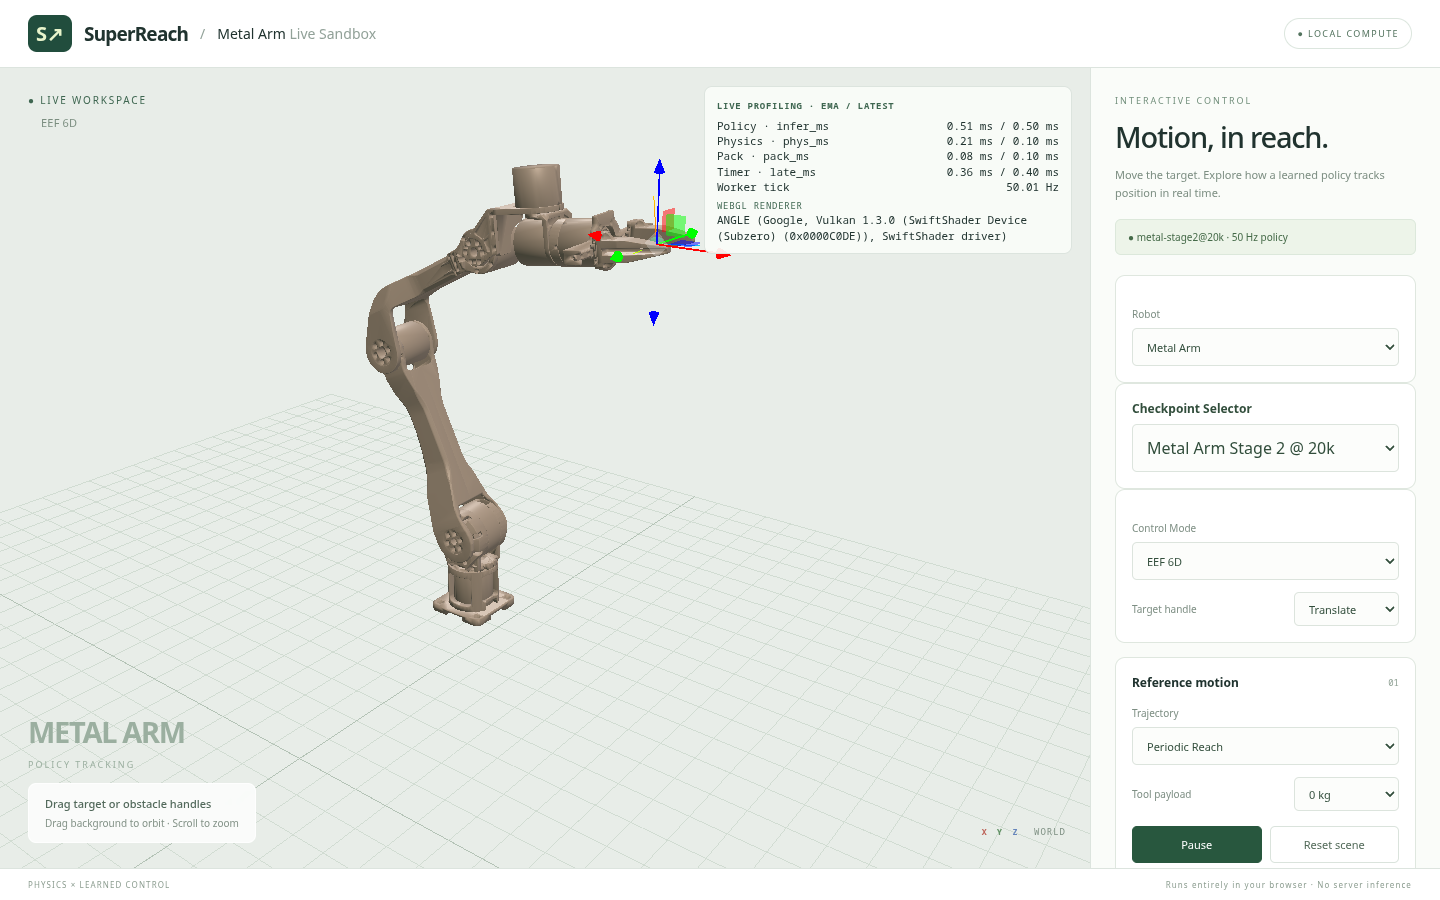 S↗ SuperReach / Metal Arm Live Sandbox
● LOCAL COMPUTE
● LIVE WORKSPACE
EEF 6D
LIVE PROFILING · EMA / LATEST
Policy · infer_ms 0.51 ms / 0.50 ms
Physics · phys_ms 0.21 ms / 0.10 ms
Pack · pack_ms 0.08 ms / 0.10 ms
Timer · late_ms 0.36 ms / 0.40 ms
Worker tick 50.01 Hz
WEBGL RENDERER
ANGLE (Google, Vulkan 1.3.0 (SwiftShader Device
(Subzero) (0x0000C0DE)), SwiftShader driver)
METAL ARM
POLICY TRACKING
Drag target or obstacle handles
Drag background to orbit · Scroll to zoom
X Y Z WORLD
INTERACTIVE CONTROL
Motion, in reach.
Move the target. Explore how a learned policy tracks
position in real time.
● metal-stage2@20k · 50 Hz policy
Robot
Metal Arm
Checkpoint Selector
Metal Arm Stage 2 @ 20k
Control Mode
EEF 6D
Target handle Translate
Reference motion 01
Trajectory
Periodic Reach
Tool payload 0 kg
Pause Reset scene
PHYSICS × LEARNED CONTROL
Runs entirely in your browser · No server inference